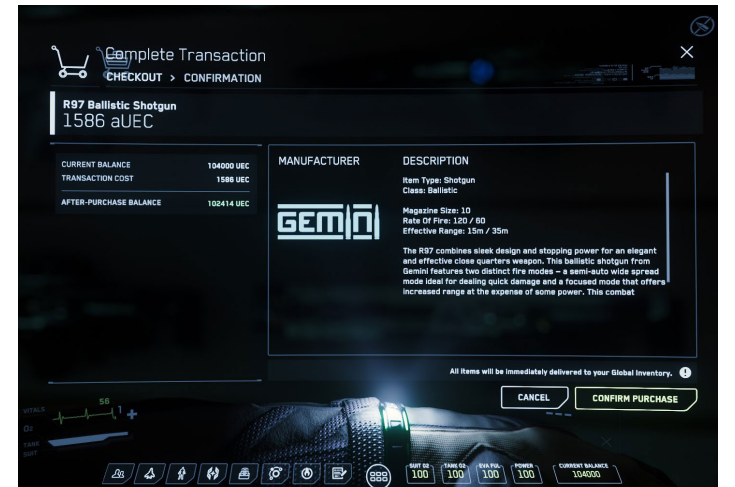 Complete Transaction
CHECKOUT > CONFIRMATION
R97 Ballistic Shotgun
1586 aUEC
CURRENT BALANCE 104000 UEC
TRANSACTION COST 1586 UEC
AFTER-PURCHASE BALANCE 102414 UEC
MANUFACTURER
GEMINI
DESCRIPTION
Item Type: Shotgun
Class: Ballistic
Magazine Size: 10
Rate Of Fire: 120 / 60
Effective Range: 15m / 35m
The R97 combines sleek design and stopping power for an elegant
and effective close quarters weapon. This ballistic shotgun from
Gemini features two distinct fire modes – a semi-auto wide spread
mode ideal for dealing quick damage and a focused mode that offers
increased range at the expense of some power. This combat
All items will be immediately delivered to your Global Inventory.
CANCEL
CONFIRM PURCHASE
56
VITALS
1
O2
TANK
SUIT
SUIT O2 TANK O2 EVA FUL POWER CURRENT BALANCE
100 100 100 100 104000